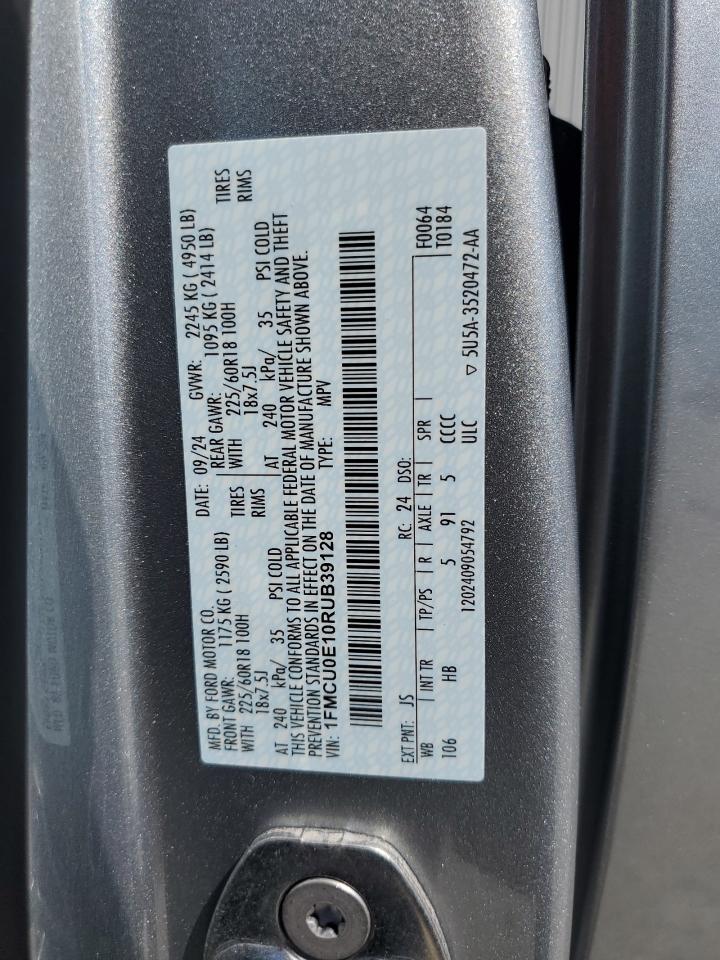 MFD. BY FORD MOTOR CO.
DATE: 09/24 GVWR: 2245 KG ( 4950 LB)
FRONT GAWR: 1175 KG ( 2590 LB) REAR GAWR: 1095 KG ( 2414 LB)
WITH 225/60R18 100H TIRES WITH 225/60R18 100H TIRES
18x7.5J RIMS 18x7.5J RIMS
AT 240 kPa/ 35 PSI COLD AT 240 kPa/ 35 PSI COLD
THIS VEHICLE CONFORMS TO ALL APPLICABLE FEDERAL MOTOR VEHICLE SAFETY AND THEFT
PREVENTION STANDARDS IN EFFECT ON THE DATE OF MANUFACTURE SHOWN ABOVE.
VIN: 1FMCU0E10RUB39128 TYPE: MPV
EXT PNT: JS RC: 24 DSO: F0064
WB INT TR TP/PS R AXLE TR SPR T0184
106 HB 5 91 5 CCCC
1202409054792 ULC ▽ 5U5A-3520472-AA